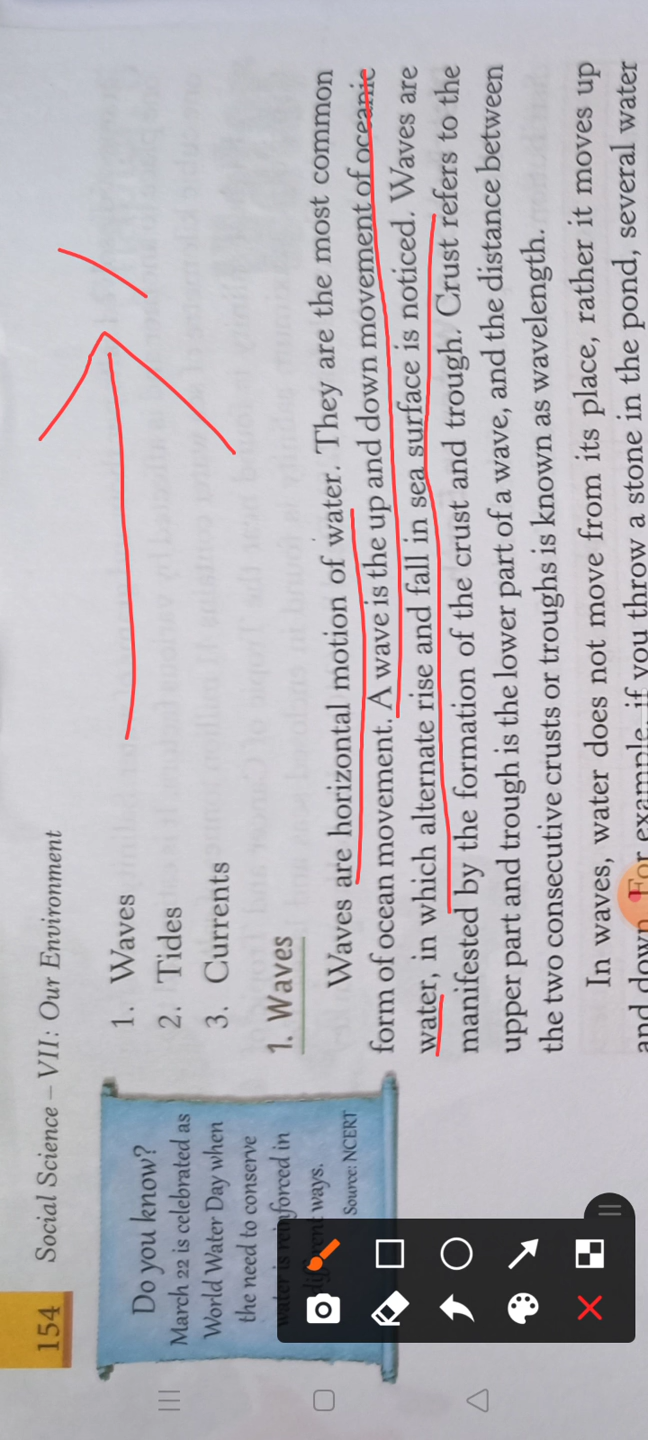 154
Social Science – VII: Our Environment
Do you know?
March 22 is celebrated as
World Water Day when
the need to conserve
water is reinforced in
different ways.
Source: NCERT
1. Waves
2. Tides
3. Currents
1. Waves
Waves are horizontal motion of water. They are the most common
form of ocean movement. A wave is the up and down movement of oceanic
water, in which alternate rise and fall in sea surface is noticed. Waves are
manifested by the formation of the crust and trough. Crust refers to the
upper part and trough is the lower part of a wave, and the distance between
the two consecutive crusts or troughs is known as wavelength.
In waves, water does not move from its place, rather it moves up
and down. For example, if you throw a stone in the pond, several water